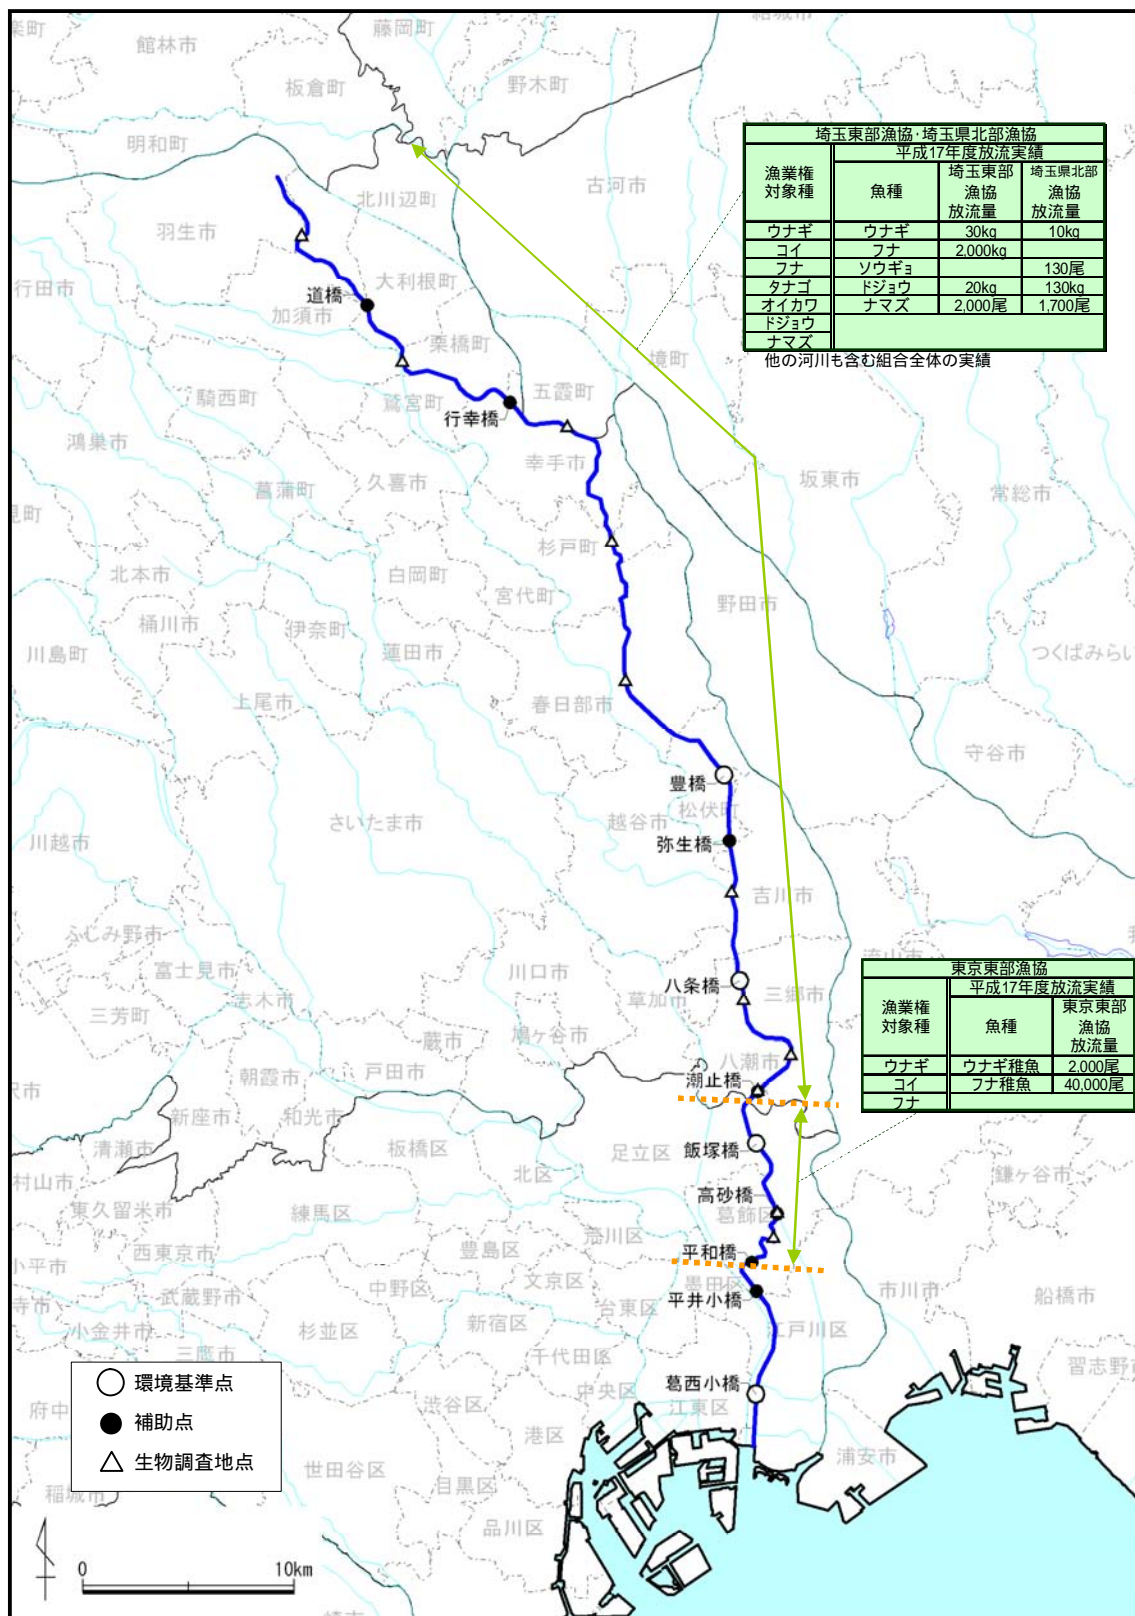 楽町
館林市
藤岡町
結城市
板倉町
野木町
明和町
北川辺町
古河市
羽生市
大利根町
行田市
道橋
加須市
栗橋町
境町
騎西町
鷲宮町
五霞町
行幸橋
鴻巣市
幸手市
坂東市
菖蒲町
久喜市
常総市
見町
杉戸町
北本市
白岡町
宮代町
野田市
桶川市
伊奈町
川島町
蓮田市
つくばみらい
上尾市
春日部市
守谷市
豊橋
松伏町
さいたま市
越谷市
川越市
弥生橋
吉川市
ふじみ野市
流山市
富士見市
川口市
八条橋
志木市
草加市
三郷市
三芳町
蕨市
鳩ヶ谷市
八潮市
戸田市
朝霞市
潮止橋
新座市
和光市
飯塚橋
清瀬市
板橋区
足立区
北区
村山市
鎌ヶ谷市
東久留米市
練馬区
高砂橋
葛飾区
荒川区
西東京市
豊島区
平和橋
小平市
文京区
中野区
墨田区
市川市
武蔵野市
平井小橋
船橋市
寺市
台東区
小金井市
杉並区
新宿区
江戸川区
三鷹市
千代田区
習志野市
葛西小橋
中央区
府中
渋谷区
江東区
港区
浦安市
世田谷区
目黒区
稲城市
品川区
埼玉東部漁協・埼玉県北部漁協
漁業権対象種
平成17年度放流実績
魚種 埼玉東部漁協放流量 埼玉県北部漁協放流量
ウナギ ウナギ 30kg 10kg
コイ フナ 2,000kg
フナ ソウギョ 130尾
タナゴ ドジョウ 20kg 130kg
オイカワ ナマズ 2,000尾 1,700尾
ドジョウ
ナマズ
他の河川も含む組合全体の実績
東京東部漁協
漁業権対象種
平成17年度放流実績
魚種 東京東部漁協放流量
ウナギ ウナギ稚魚 2,000尾
コイ フナ稚魚 40,000尾
フナ
環境基準点
補助点
生物調査地点
0 10km